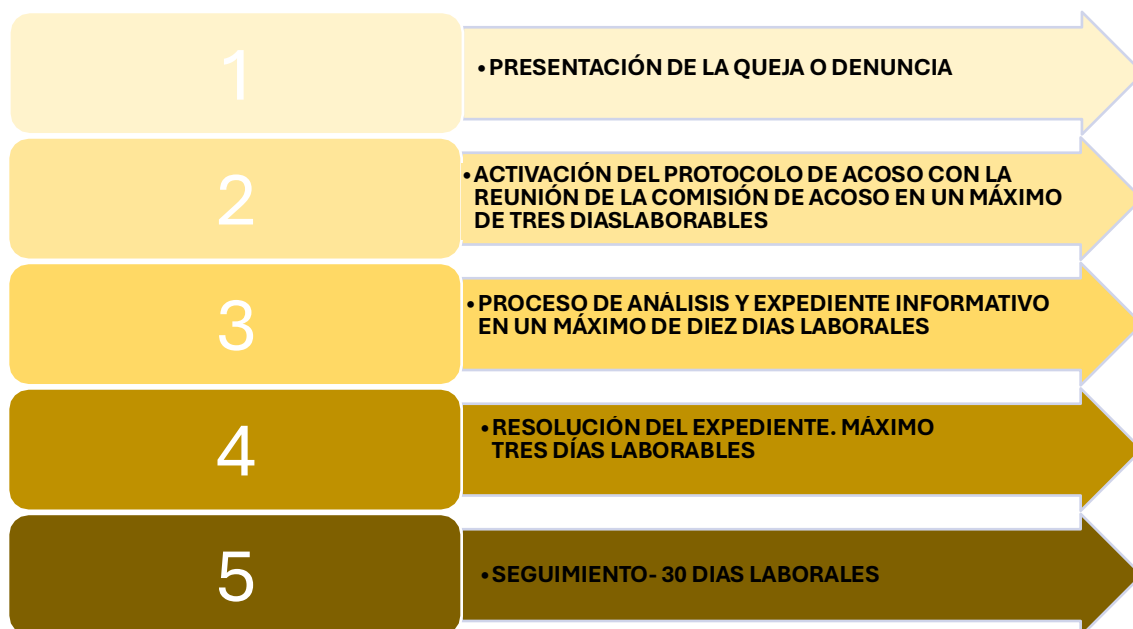 1
•PRESENTACIÓN DE LA QUEJA O DENUNCIA
2
•ACTIVACIÓN DEL PROTOCOLO DE ACOSO CON LA
REUNIÓN DE LA COMISIÓN DE ACOSO EN UN MÁXIMO
DE TRES DIASLABORABLES
3
•PROCESO DE ANÁLISIS Y EXPEDIENTE INFORMATIVO
EN UN MÁXIMO DE DIEZ DIAS LABORALES
4
•RESOLUCIÓN DEL EXPEDIENTE. MÁXIMO
TRES DÍAS LABORABLES
5
•SEGUIMIENTO- 30 DIAS LABORALES